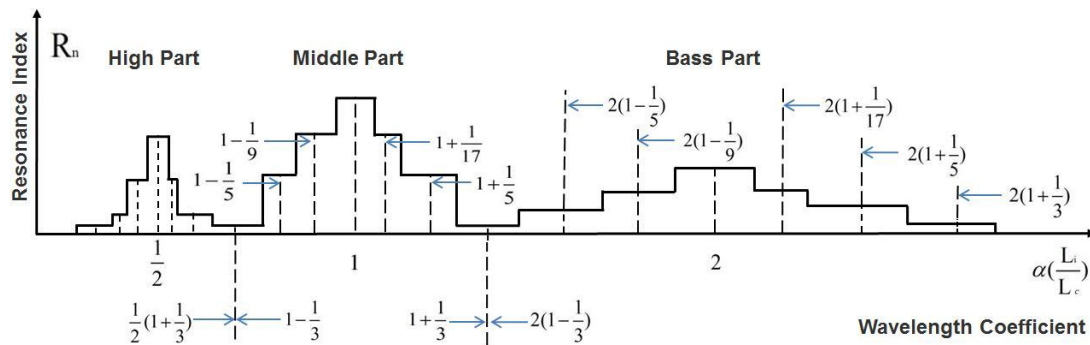 Resonance Index
Rₙ
High Part
Middle Part
Bass Part
2(1-1/5)
2(1+1/17)
1-1/9
1+1/17
2(1-1/9)
2(1+1/5)
1-1/5
1+1/5
2(1+1/3)
1/2
1
2
α(Lᵢ/L꜀)
1/2(1+1/3)
1-1/3
1+1/3
2(1-1/3)
Wavelength Coefficient